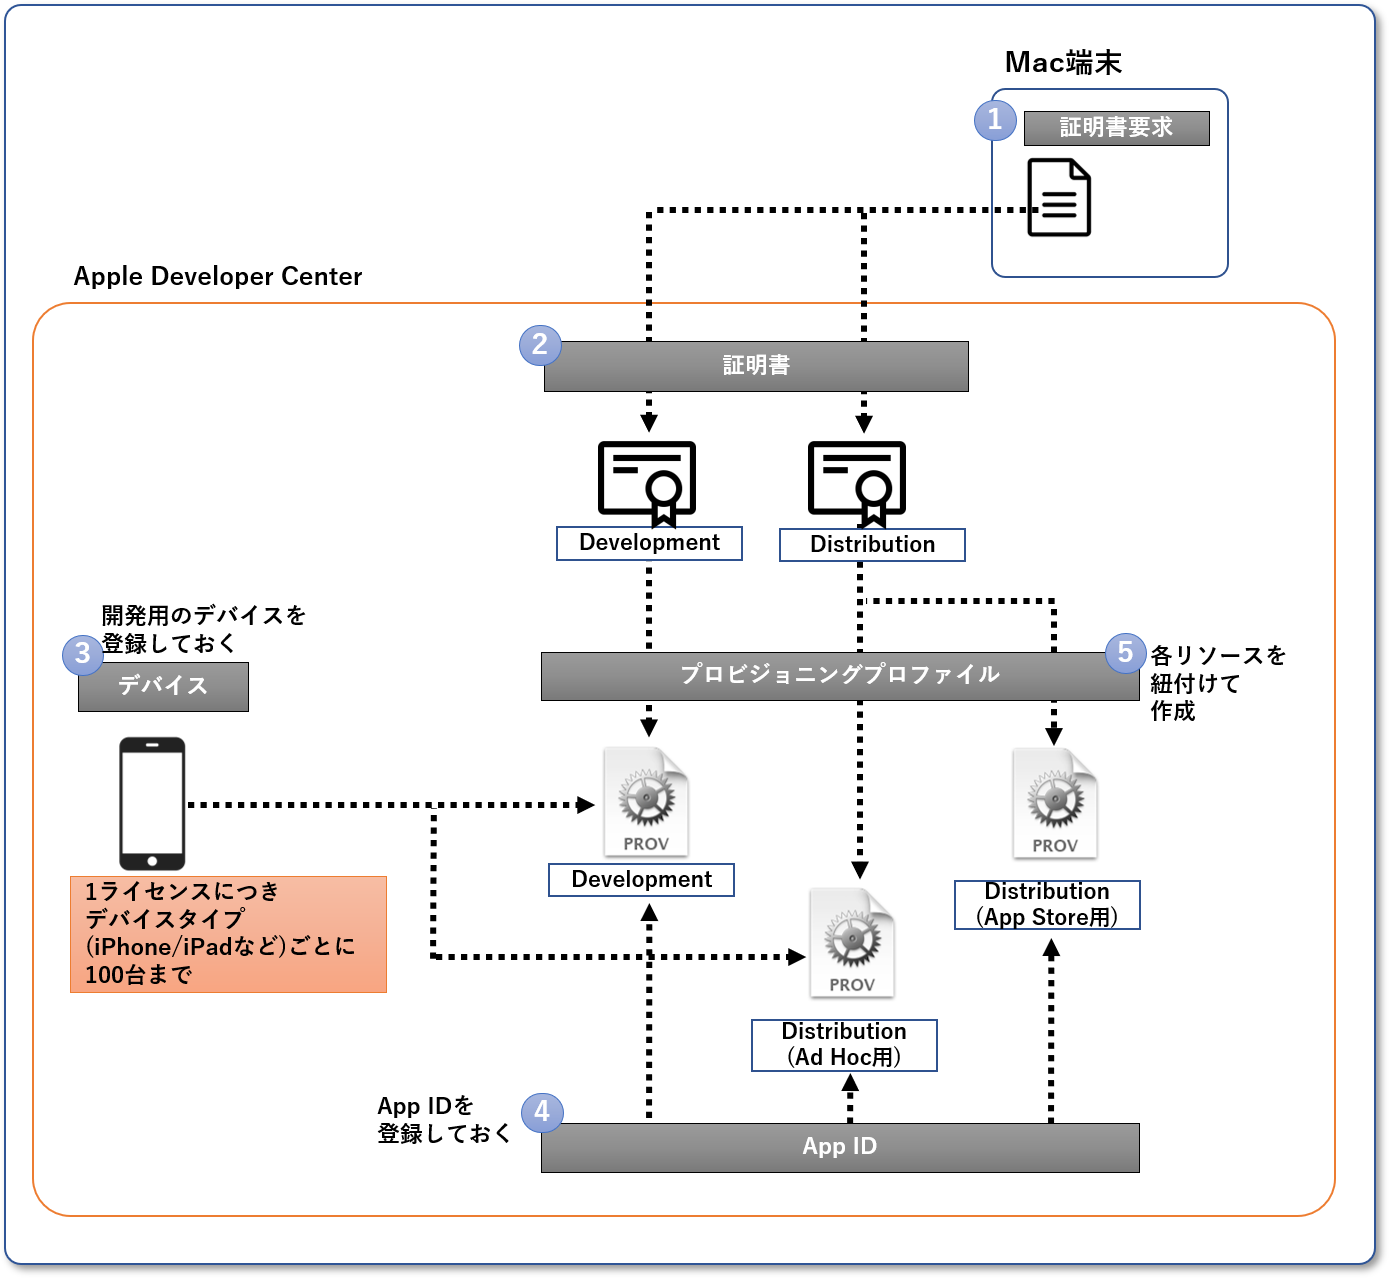 Mac端末
1
証明書要求
Apple Developer Center
2
証明書
Development
Distribution
開発用のデバイスを
登録しておく
3
デバイス
プロビジョニングプロファイル
5
各リソースを
紐付けて
作成
PROV
Development
PROV
Distribution
(App Store用)
1ライセンスにつき
デバイスタイプ
(iPhone/iPadなど)ごとに
100台まで
PROV
Distribution
(Ad Hoc用)
App IDを
登録しておく
4
App ID